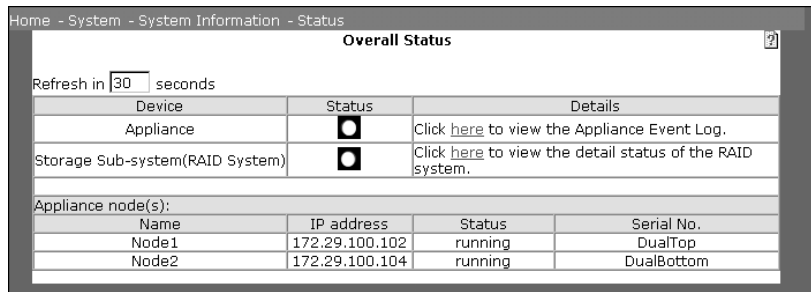 Home - System - System Information - Status
Overall Status
?
Refresh in 30 seconds
Device Status Details
Appliance Click here to view the Appliance Event Log.
Storage Sub-system(RAID System) Click here to view the detail status of the RAID
system.
Appliance node(s):
Name IP address Status Serial No.
Node1 172.29.100.102 running DualTop
Node2 172.29.100.104 running DualBottom